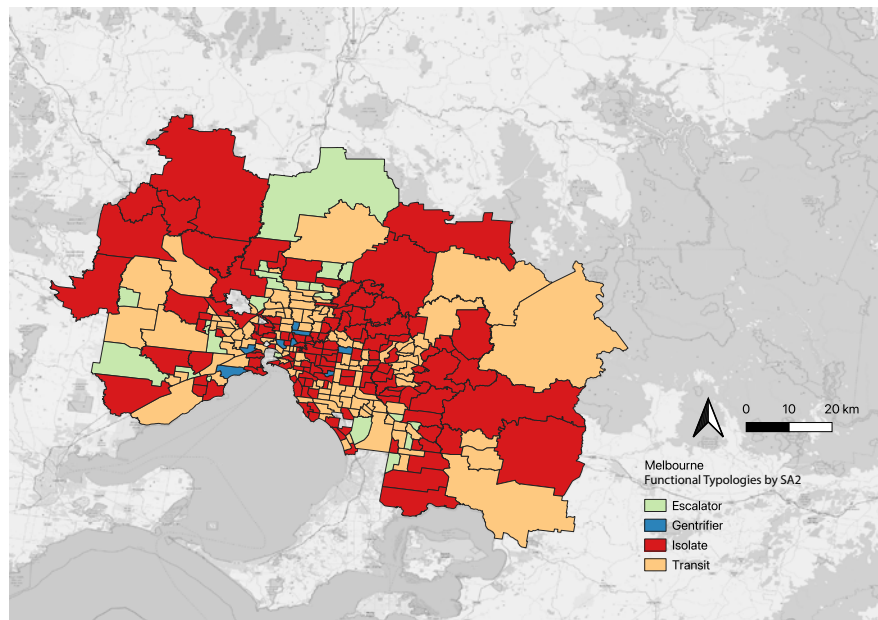 0 10 20 km
Melbourne
Functional Typologies by SA2
Escalator
Gentrifier
Isolate
Transit